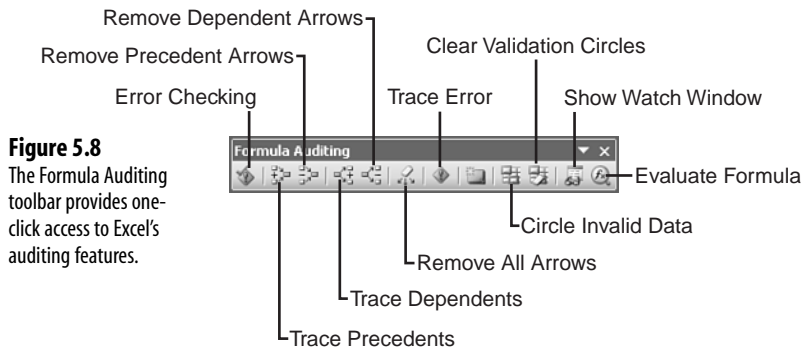 Remove Dependent Arrows
Clear Validation Circles
Remove Precedent Arrows
Error Checking
Trace Error
Show Watch Window
Figure 5.8
The Formula Auditing
toolbar provides one-
click access to Excel's
auditing features.
Formula Auditing
Evaluate Formula
Circle Invalid Data
Remove All Arrows
Trace Dependents
Trace Precedents